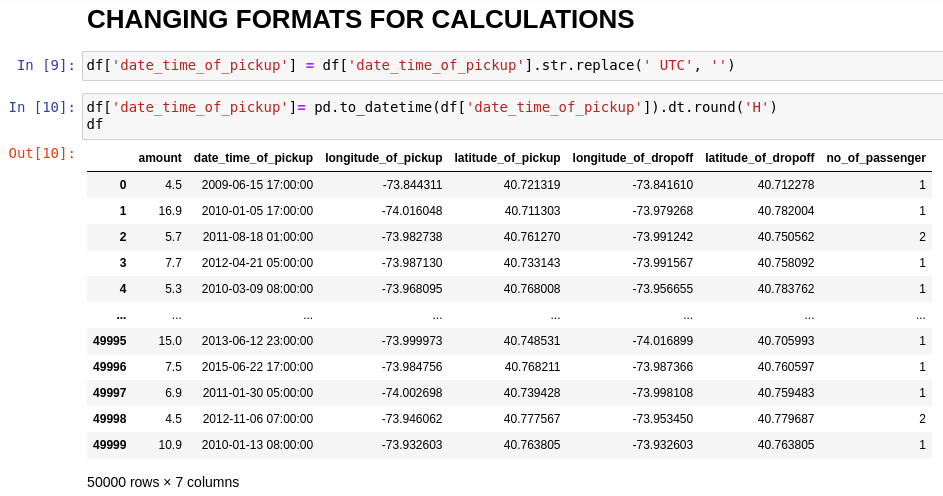 CHANGING FORMATS FOR CALCULATIONS
In [9]: df['date_time_of_pickup'] = df['date_time_of_pickup'].str.replace(' UTC', '')
In [10]: df['date_time_of_pickup']= pd.to_datetime(df['date_time_of_pickup']).dt.round('H')
df
Out[10]:
amount date_time_of_pickup longitude_of_pickup latitude_of_pickup longitude_of_dropoff latitude_of_dropoff no_of_passenger
0 4.5 2009-06-15 17:00:00 -73.844311 40.721319 -73.841610 40.712278 1
1 16.9 2010-01-05 17:00:00 -74.016048 40.711303 -73.979268 40.782004 1
2 5.7 2011-08-18 01:00:00 -73.982738 40.761270 -73.991242 40.750562 2
3 7.7 2012-04-21 05:00:00 -73.987130 40.733143 -73.991567 40.758092 1
4 5.3 2010-03-09 08:00:00 -73.968095 40.768008 -73.956655 40.783762 1
... ... ... ... ... ... ... ...
49995 15.0 2013-06-12 23:00:00 -73.999973 40.748531 -74.016899 40.705993 1
49996 7.5 2015-06-22 17:00:00 -73.984756 40.768211 -73.987366 40.760597 1
49997 6.9 2011-01-30 05:00:00 -74.002698 40.739428 -73.998108 40.759483 1
49998 4.5 2012-11-06 07:00:00 -73.946062 40.777567 -73.953450 40.779687 2
49999 10.9 2010-01-13 08:00:00 -73.932603 40.763805 -73.932603 40.763805 1
50000 rows × 7 columns